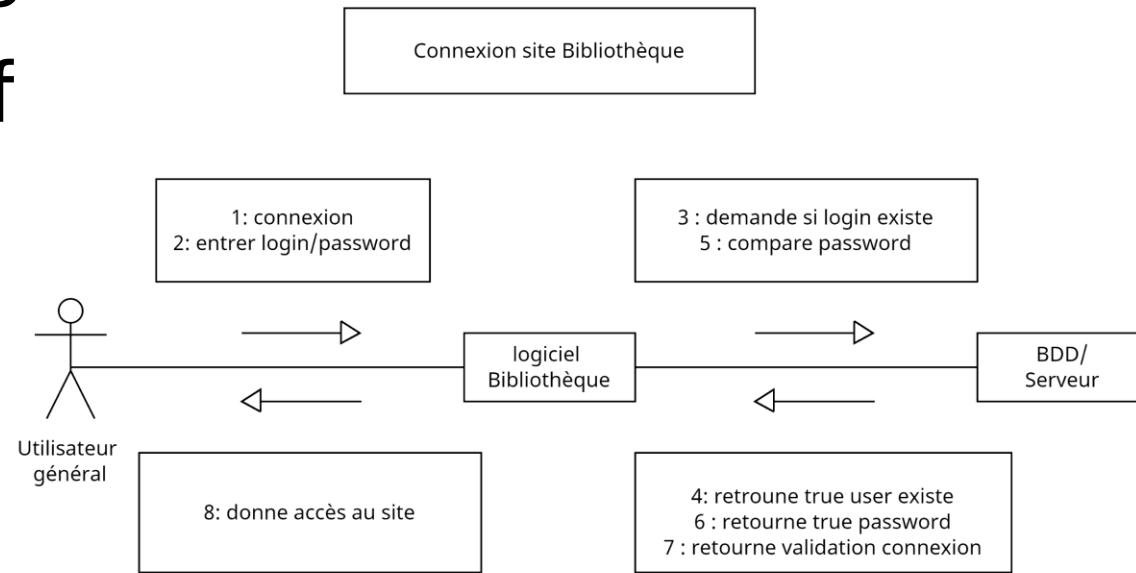 f
Connexion site Bibliothèque
1: connexion
2: entrer login/password
3 : demande si login existe
5 : compare password
logiciel
Bibliothèque
BDD/
Serveur
Utilisateur
général
8: donne accès au site
4: retroune true user existe
6 : retourne true password
7 : retourne validation connexion